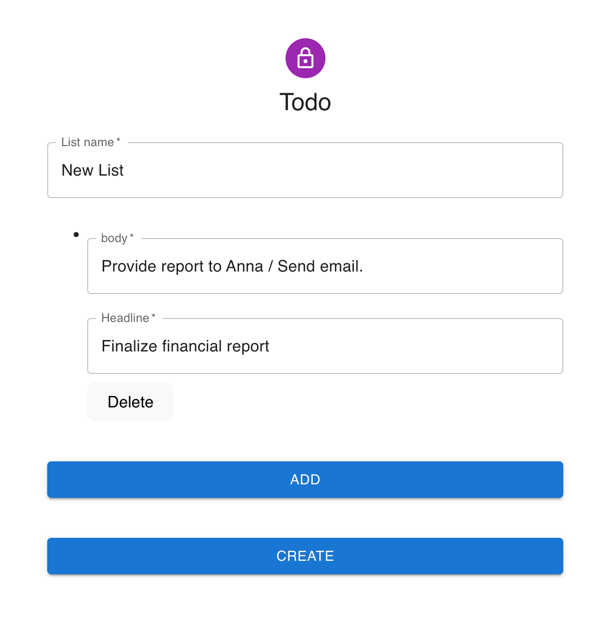 Todo
List name *
New List
body *
Provide report to Anna / Send email.
Headline *
Finalize financial report
Delete
ADD
CREATE